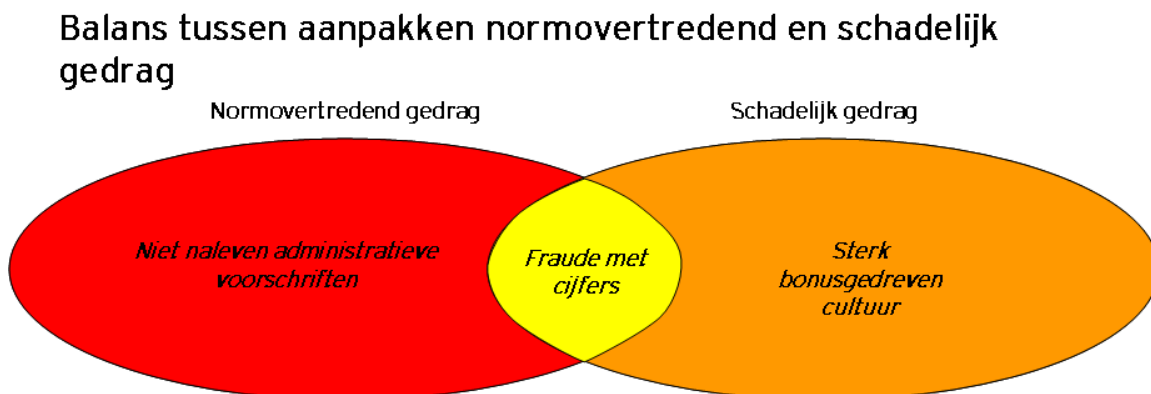 Balans tussen aanpakken normovertredend en schadelijk
gedrag
Normovertredend gedrag
Schadelijk gedrag
Niet naleven administratieve
voorschriften
Fraude met
cijfers
Sterk
bonusgedreven
cultuur